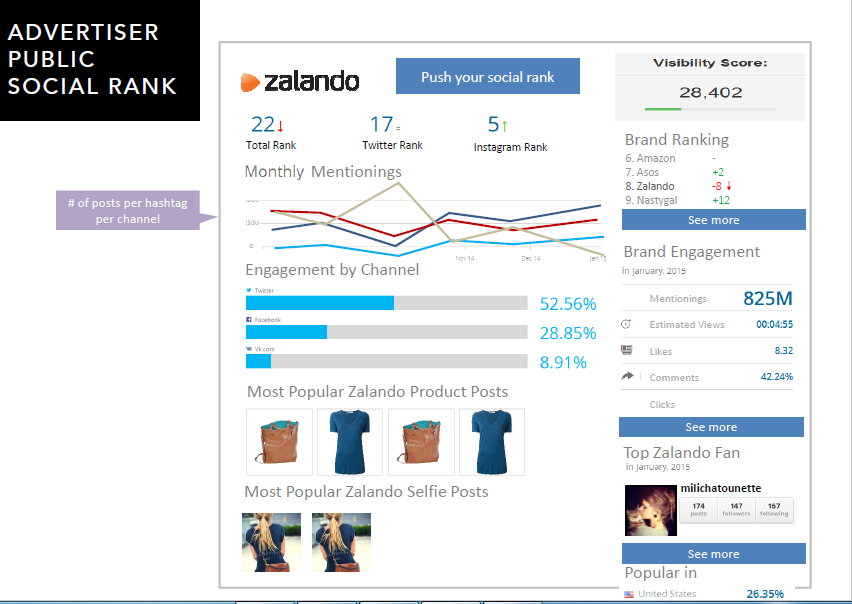 ADVERTISER
PUBLIC
SOCIAL RANK
# of posts per hashtag
per channel
zalando
Push your social rank
22↓
17=
5↑
Total Rank
Twitter Rank
Instagram Rank
Monthly Mentionings
150M
0
Nov 14
Dec 14
Jan 15
Engagement by Channel
Twitter
52.56%
Facebook
28.85%
Vk.com
8.91%
Most Popular Zalando Product Posts
Most Popular Zalando Selfie Posts
Visibility Score:
28,402
Brand Ranking
6. Amazon -
7. Asos +2
8. Zalando -8 ↓
9. Nastygal +12
See more
Brand Engagement
in January, 2015
Mentionings 825M
Estimated Views 00:04:55
Likes 8.32
Comments 42.24%
Clicks
See more
Top Zalando Fan
in January, 2015
milichatounette
174 147 167
posts followers following
See more
Popular in
United States 26.35%